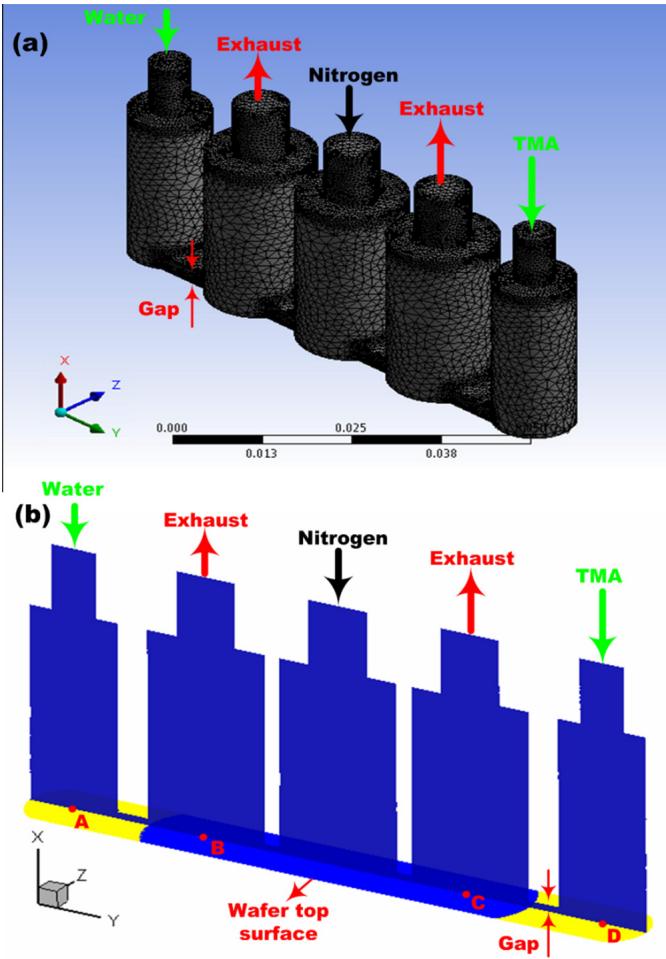 Water
(a)
Exhaust
Nitrogen
Exhaust
TMA
Gap
X
Z
Y
0.000
0.025
0.013
0.038
Water
(b)
Exhaust
Nitrogen
Exhaust
TMA
A
B
C
D
X
Z
Y
Wafer top
surface
Gap